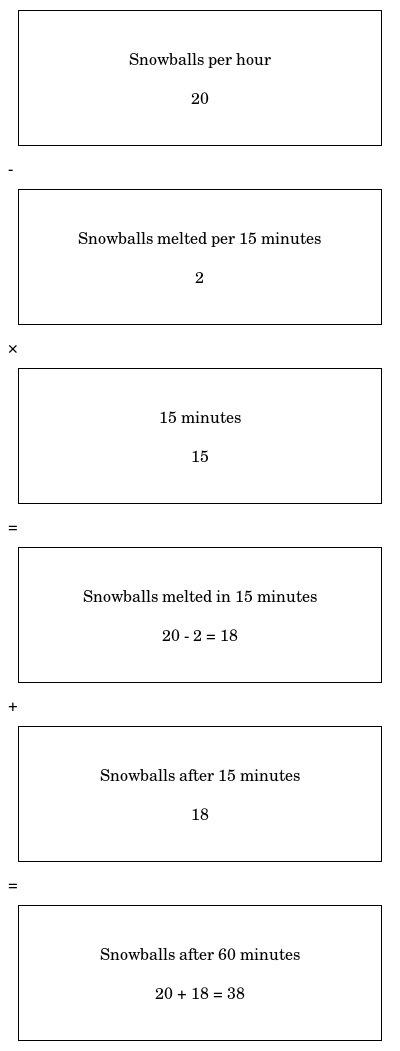 Snowballs per hour
20
-
Snowballs melted per 15 minutes
2
×
15 minutes
15
=
Snowballs melted in 15 minutes
20 - 2 = 18
+
Snowballs after 15 minutes
18
=
Snowballs after 60 minutes
20 + 18 = 38